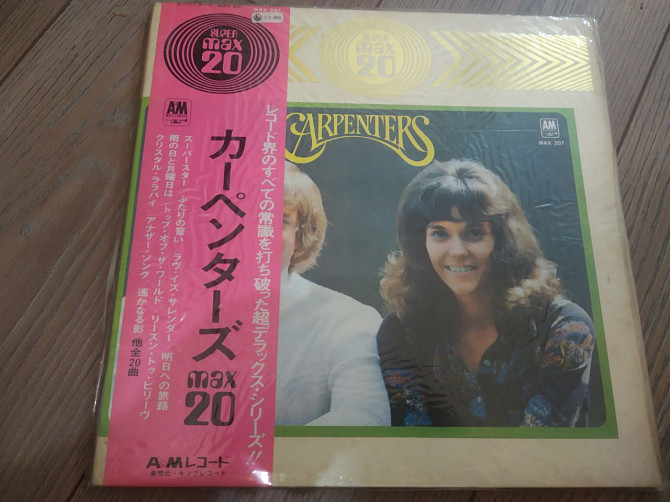 SUPER
max
20
A&M
RECORDS
レコード界のすべての常識を打ち破った超デラックス・シリーズ!!
カーペンターズ
max
20
スーパースター ふたりの誓い ラヴ・イズ・サレンダー 明日への旅路
雨の日と月曜日は トップ・オブ・ザ・ワールド リーズン・トゥ・ビリーヴ
クリスタル・ララバイ アナザー・ソング 遙かなる影 他全20曲
A&Mレコード
発売元・キングレコード
max
20
CARPENTERS
A&M
MAX 207